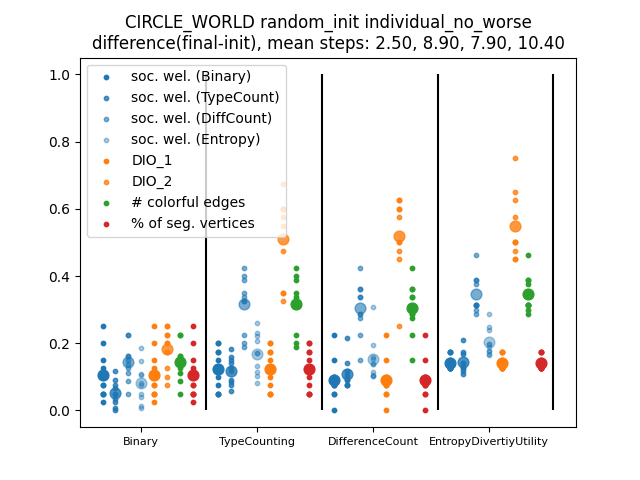 CIRCLE_WORLD random_init individual_no_worse
difference(final-init), mean steps: 2.50, 8.90, 7.90, 10.40
1.0
0.8
0.6
0.4
0.2
0.0
soc. wel. (Binary)
soc. wel. (TypeCount)
soc. wel. (DiffCount)
soc. wel. (Entropy)
DIO_1
DIO_2
# colorful edges
% of seg. vertices
Binary
TypeCounting
DifferenceCount
EntropyDivertiyUtility